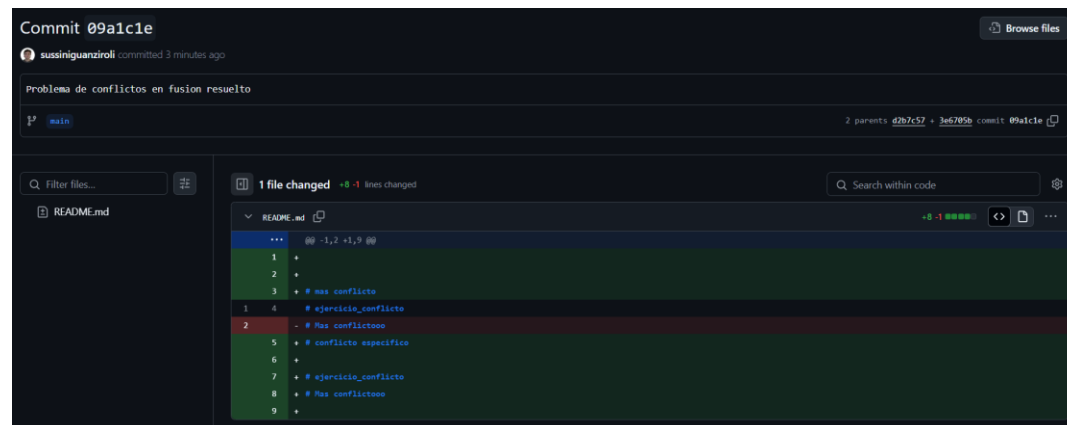 Commit 09a1c1e
Browse files
sussiniguanziroli committed 3 minutes ago
Problema de conflictos en fusion resuelto
main
2 parents d2b7c57 + 3e6705b commit 09a1c1e
Filter files...
README.md
1 file changed +8 -1 lines changed
Search within code
README.md
+8 -1
... @@ -1,2 +1,9 @@
1 +
2 +
3 + # mas conflicto
1 4 # ejercicio_conflicto
2 - # Mas conflictooo
5 + # conflicto especifico
6 +
7 + # ejercicio_conflicto
8 + # Mas conflictooo
9 +